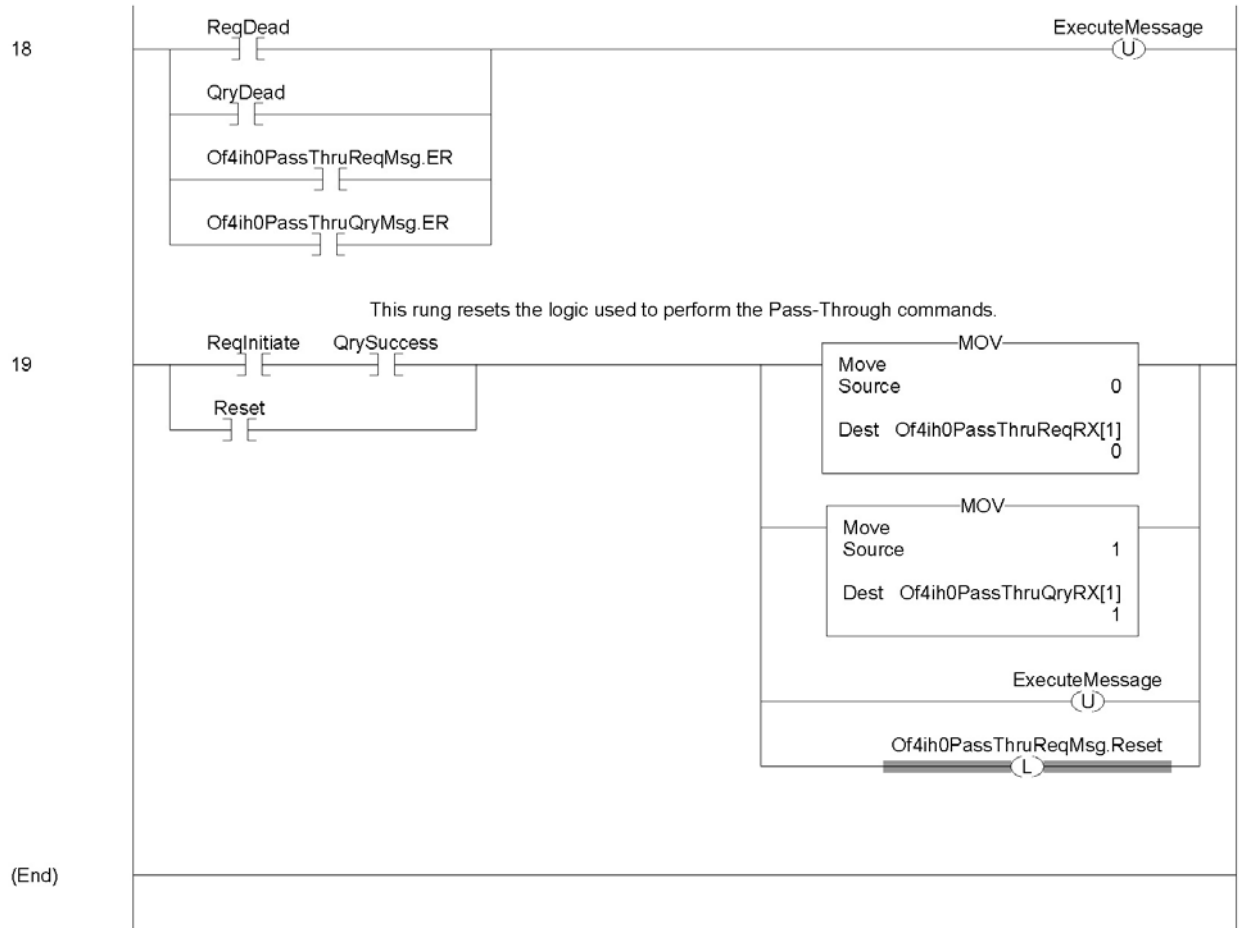 ReqDead
ExecuteMessage
18
(U)
QryDead
Of4ih0PassThruReqMsg.ER
Of4ih0PassThruQryMsg.ER
This rung resets the logic used to perform the Pass-Through commands.
ReqInitiate QrySuccess
MOV
19
Move
Source 0
Reset
Dest Of4ih0PassThruReqRX[1]
0
MOV
Move
Source 1
Dest Of4ih0PassThruQryRX[1]
1
ExecuteMessage
(U)
Of4ih0PassThruReqMsg.Reset
(L)
(End)